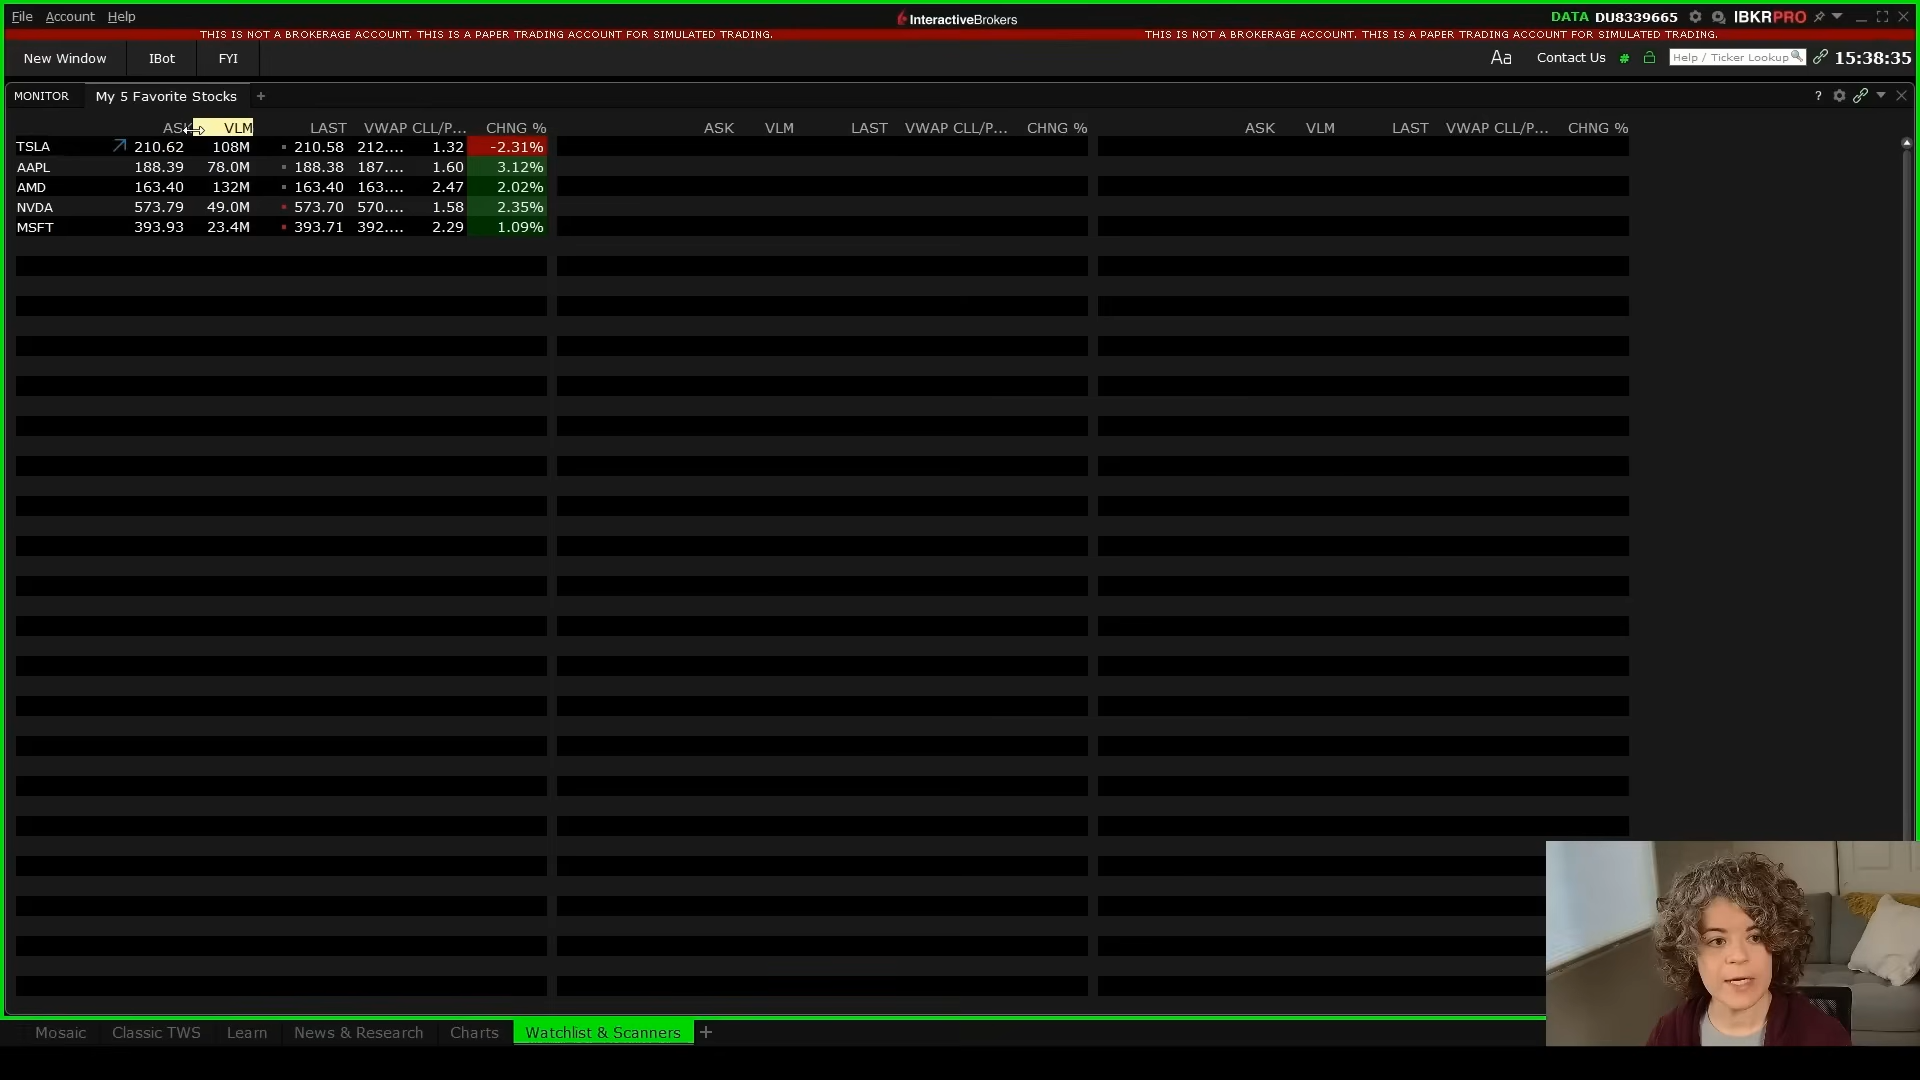 File Account Help
InteractiveBrokers
DATA DU8339665 IBKRPRO
THIS IS NOT A BROKERAGE ACCOUNT. THIS IS A PAPER TRADING ACCOUNT FOR SIMULATED TRADING. THIS IS NOT A BROKERAGE ACCOUNT. THIS IS A PAPER TRADING ACCOUNT FOR SIMULATED TRADING.
New Window IBot FYI Aa Contact Us # Help / Ticker Lookup 15:38:35
MONITOR My 5 Favorite Stocks + ?
ASK VLM LAST VWAP CLL/P... CHNG % ASK VLM LAST VWAP CLL/P... CHNG % ASK VLM LAST VWAP CLL/P... CHNG %
TSLA 210.62 108M 210.58 212.... 1.32 -2.31%
AAPL 188.39 78.0M 188.38 187.... 1.60 3.12%
AMD 163.40 132M 163.40 163.... 2.47 2.02%
NVDA 573.79 49.0M 573.70 570.... 1.58 2.35%
MSFT 393.93 23.4M 393.71 392.... 2.29 1.09%
Mosaic Classic TWS Learn News & Research Charts Watchlist & Scanners +